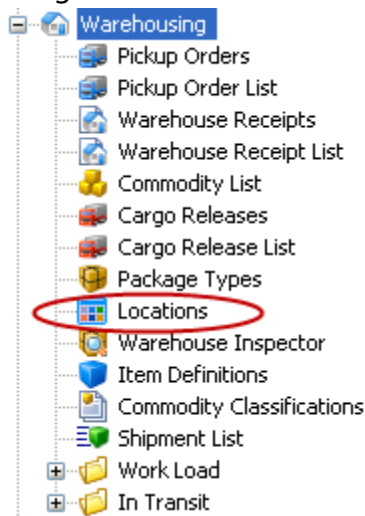 Warehousing
Pickup Orders
Pickup Order List
Warehouse Receipts
Warehouse Receipt List
Commodity List
Cargo Releases
Cargo Release List
Package Types
Locations
Warehouse Inspector
Item Definitions
Commodity Classifications
Shipment List
Work Load
In Transit